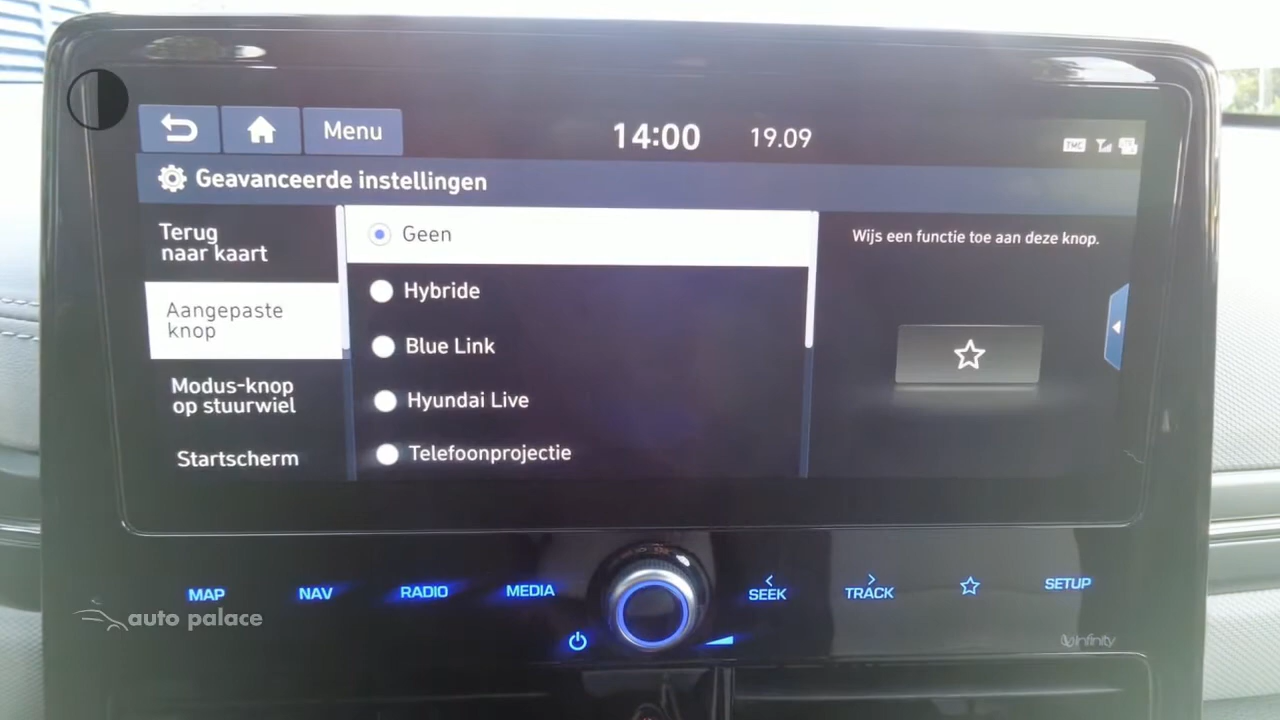 Menu
14:00
19.09
TMC
Geavanceerde instellingen
Terug
naar kaart
Aangepaste
knop
Modus-knop
op stuurwiel
Startscherm
Geen
Hybride
Blue Link
Hyundai Live
Telefoonprojectie
Wijs een functie toe aan deze knop.
MAP
NAV
RADIO
MEDIA
SEEK
TRACK
SETUP
auto palace
infinity